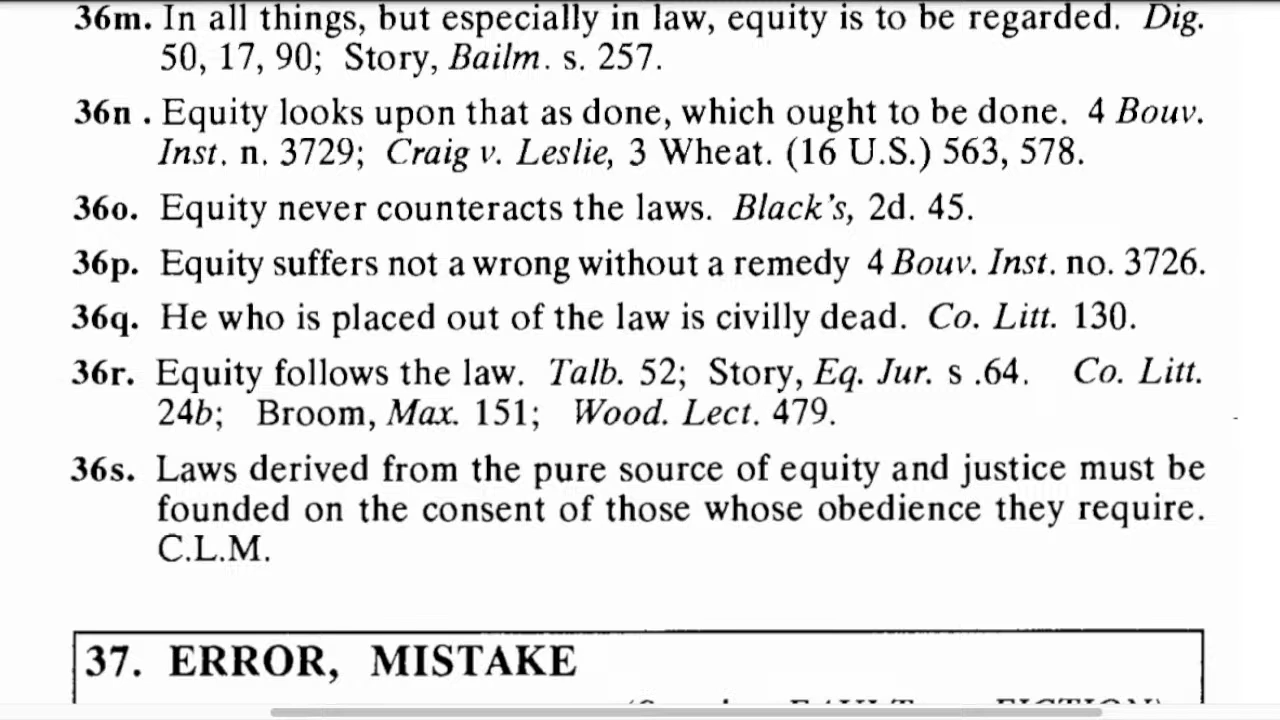 36m. In all things, but especially in law, equity is to be regarded. Dig.
50, 17, 90; Story, Bailm. s. 257.
36n . Equity looks upon that as done, which ought to be done. 4 Bouv.
Inst. n. 3729; Craig v. Leslie, 3 Wheat. (16 U.S.) 563, 578.
36o. Equity never counteracts the laws. Black's, 2d. 45.
36p. Equity suffers not a wrong without a remedy 4 Bouv. Inst. no. 3726.
36q. He who is placed out of the law is civilly dead. Co. Litt. 130.
36r. Equity follows the law. Talb. 52; Story, Eq. Jur. s .64. Co. Litt.
24b; Broom, Max. 151; Wood. Lect. 479.
36s. Laws derived from the pure source of equity and justice must be
founded on the consent of those whose obedience they require.
C.L.M.
37. ERROR, MISTAKE